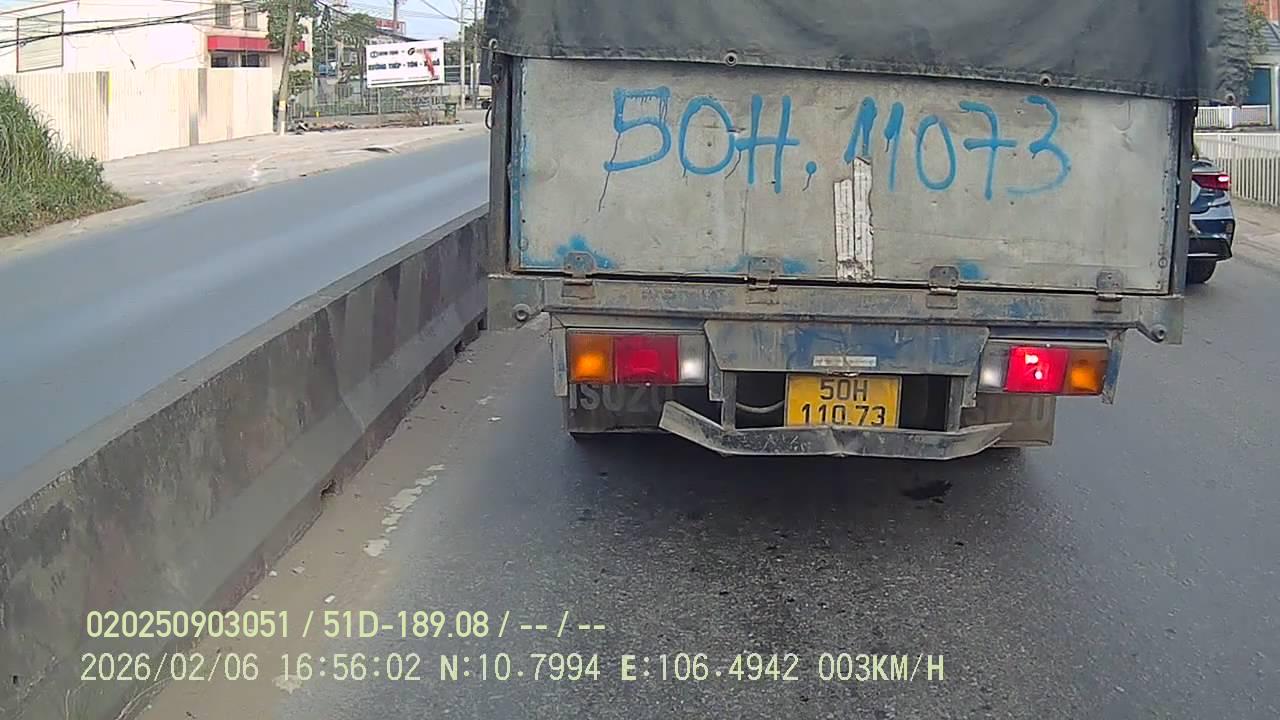 50H.11073
50H
110.73
ISUZU
020250903051 / 51D-189.08 / -- / --
2026/02/06 16:56:02 N:10.7994 E:106.4942 003KM/H